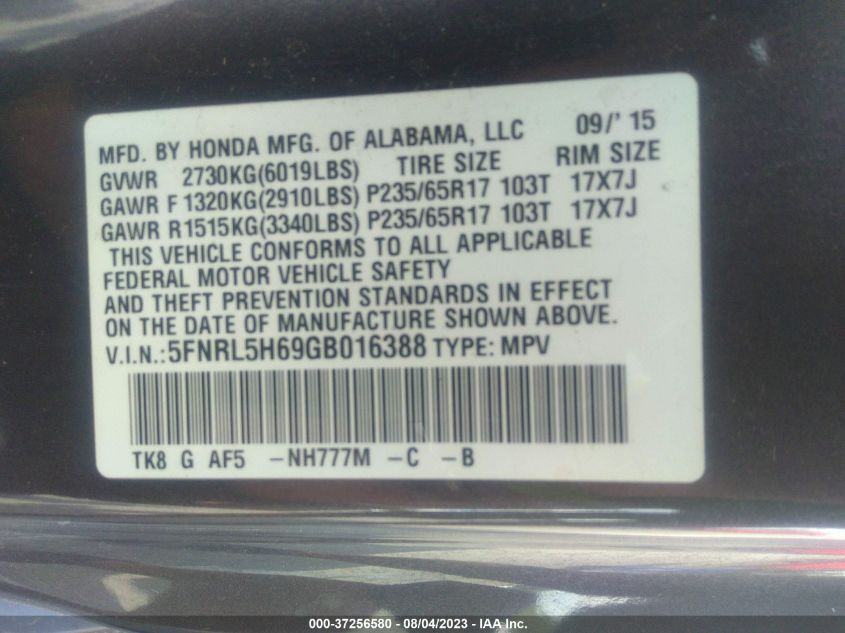 MFD. BY HONDA MFG. OF ALABAMA, LLC 09/' 15
GVWR 2730KG(6019LBS) TIRE SIZE RIM SIZE
GAWR F 1320KG(2910LBS) P235/65R17 103T 17X7J
GAWR R1515KG(3340LBS) P235/65R17 103T 17X7J
THIS VEHICLE CONFORMS TO ALL APPLICABLE
FEDERAL MOTOR VEHICLE SAFETY
AND THEFT PREVENTION STANDARDS IN EFFECT
ON THE DATE OF MANUFACTURE SHOWN ABOVE.
V.I.N.: 5FNRL5H69GB016388 TYPE: MPV
TK8 G AF5 -NH777M -C -B
000-37256580 - 08/04/2023 - IAA Inc.